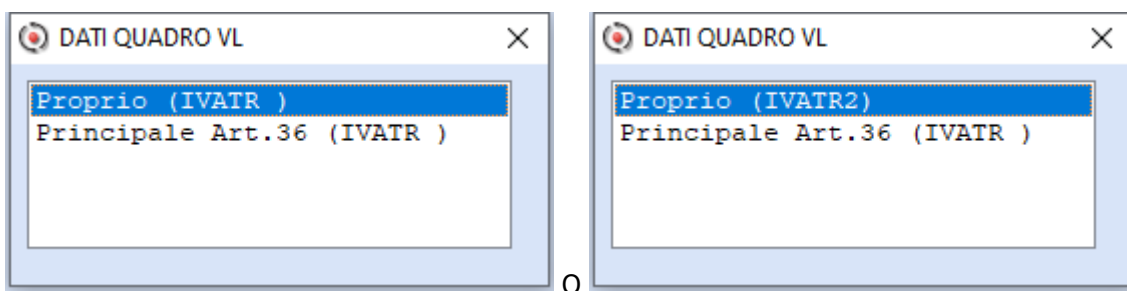 DATI QUADRO VL
Proprio (IVATR )
Principale Art.36 (IVATR )
O
DATI QUADRO VL
Proprio (IVATR2)
Principale Art.36 (IVATR )